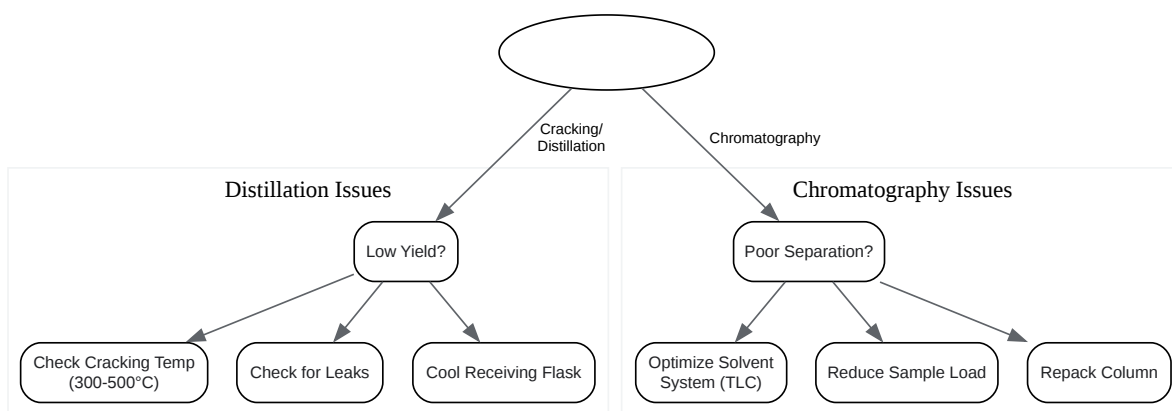 Cracking/
Distillation
Chromatography
Distillation Issues
Chromatography Issues
Low Yield?
Poor Separation?
Check Cracking Temp
(300-500°C)
Check for Leaks
Cool Receiving Flask
Optimize Solvent
System (TLC)
Reduce Sample Load
Repack Column